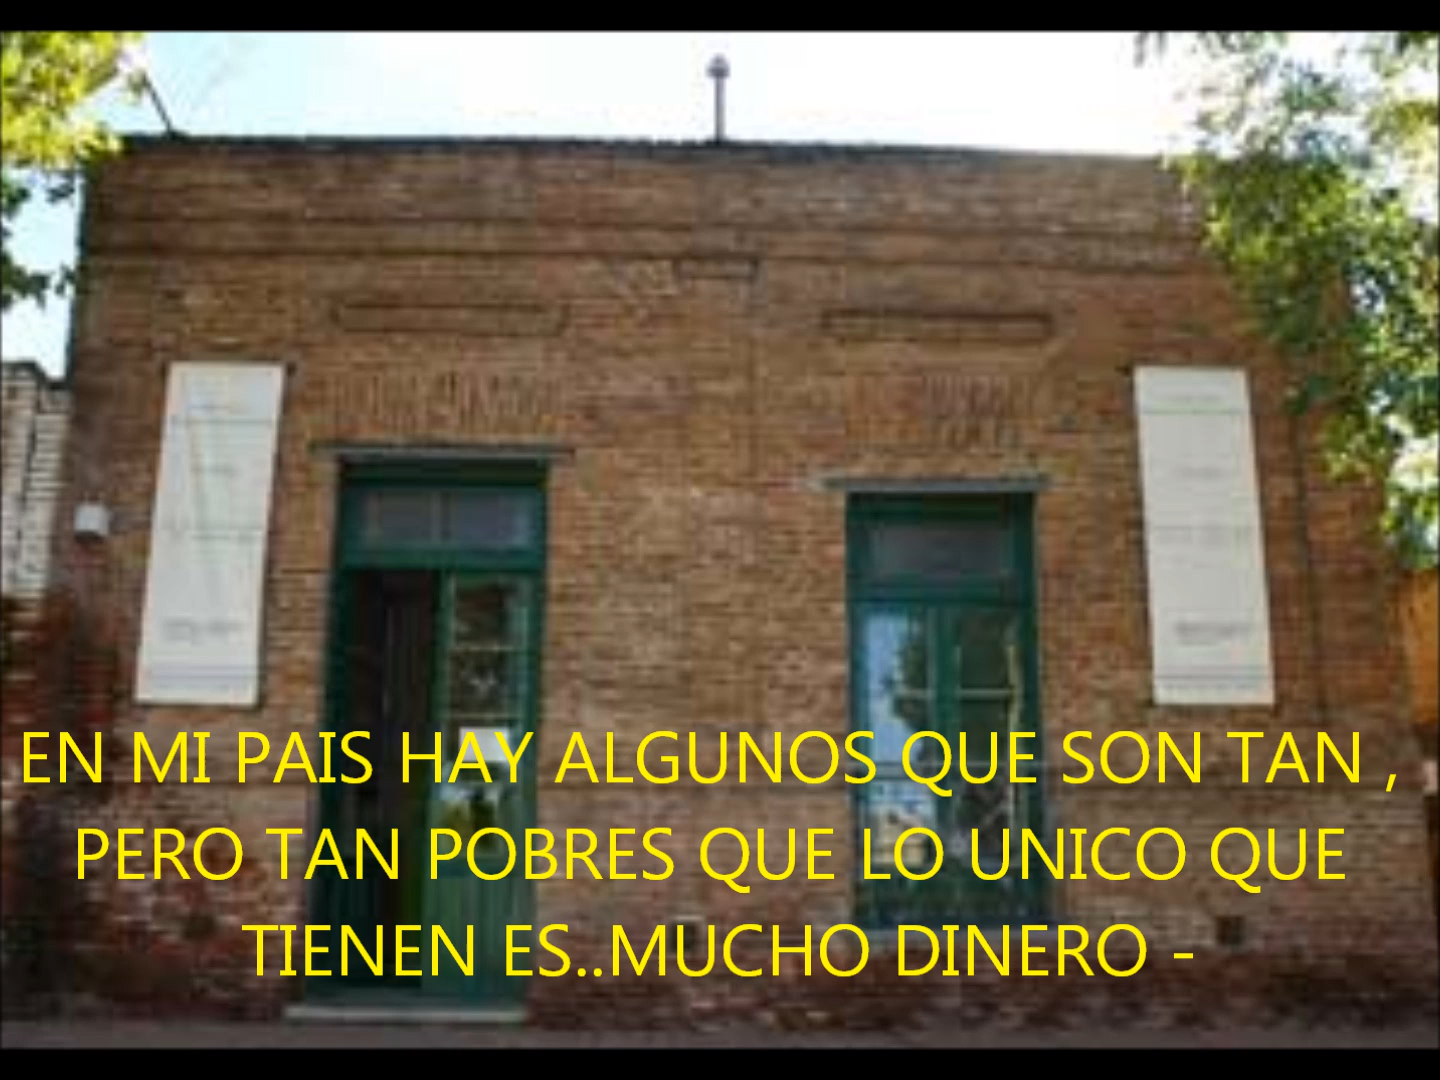 EN MI PAIS HAY ALGUNOS QUE SON TAN ,
PERO TAN POBRES QUE LO UNICO QUE
TIENEN ES..MUCHO DINERO -